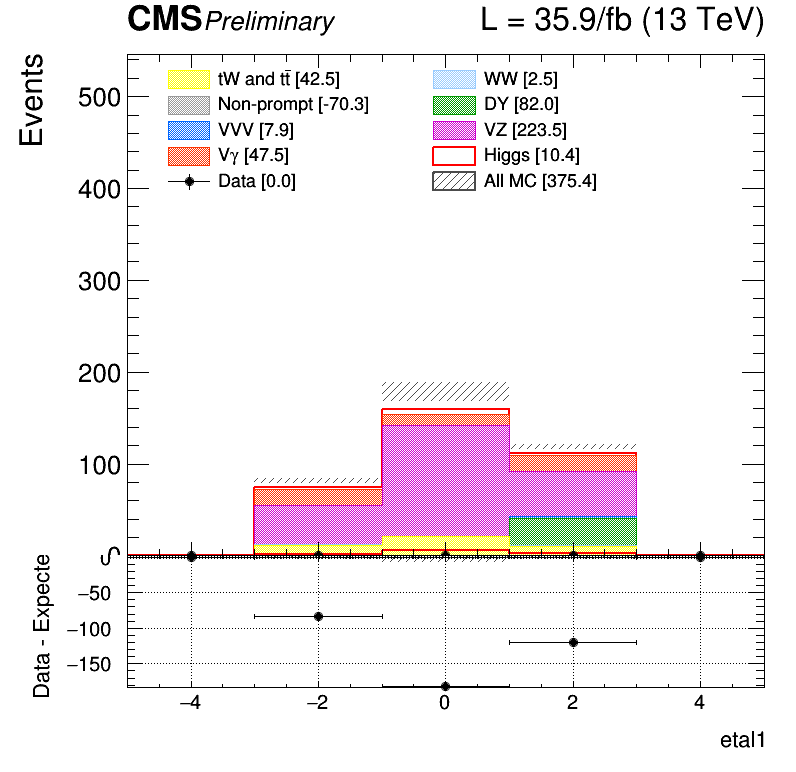 CMS Preliminary L = 35.9/fb (13 TeV)
Events
tW and tt̄ [42.5] WW [2.5]
Non-prompt [-70.3] DY [82.0]
VVV [7.9] VZ [223.5]
Vγ [47.5] Higgs [10.4]
Data [0.0] All MC [375.4]
500
400
300
200
100
0
Data - Expecte
0
−50
−100
−150
−4 −2 0 2 4
etal1